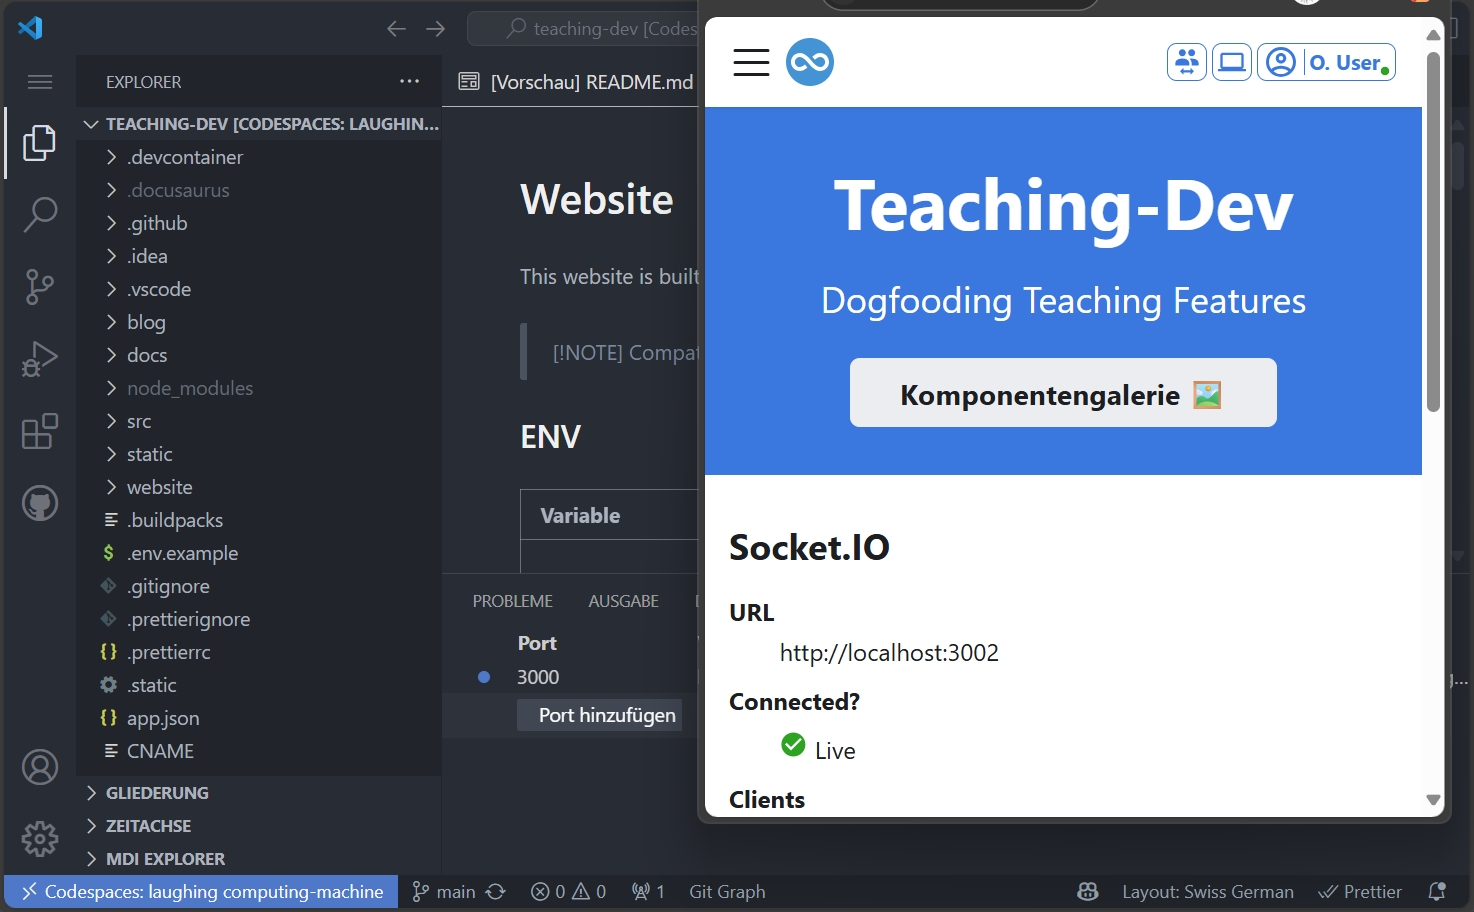 teaching-dev [Codes
EXPLORER
TEACHING-DEV [CODESPACES: LAUGHIN...
.devcontainer
.docusaurus
.github
.idea
.vscode
blog
docs
node_modules
src
static
website
.buildpacks
.env.example
.gitignore
.prettierignore
.prettierrc
.static
app.json
CNAME
GLIEDERUNG
ZEITACHSE
MDI EXPLORER
[Vorschau] README.md
Website
This website is built
[!NOTE] Compat
ENV
Variable
PROBLEME AUSGABE
Port
3000
Port hinzufügen
O. User
Teaching-Dev
Dogfooding Teaching Features
Komponentengalerie
Socket.IO
URL
http://localhost:3002
Connected?
Live
Clients
Codespaces: laughing computing-machine main 0 0 1 Git Graph Layout: Swiss German Prettier